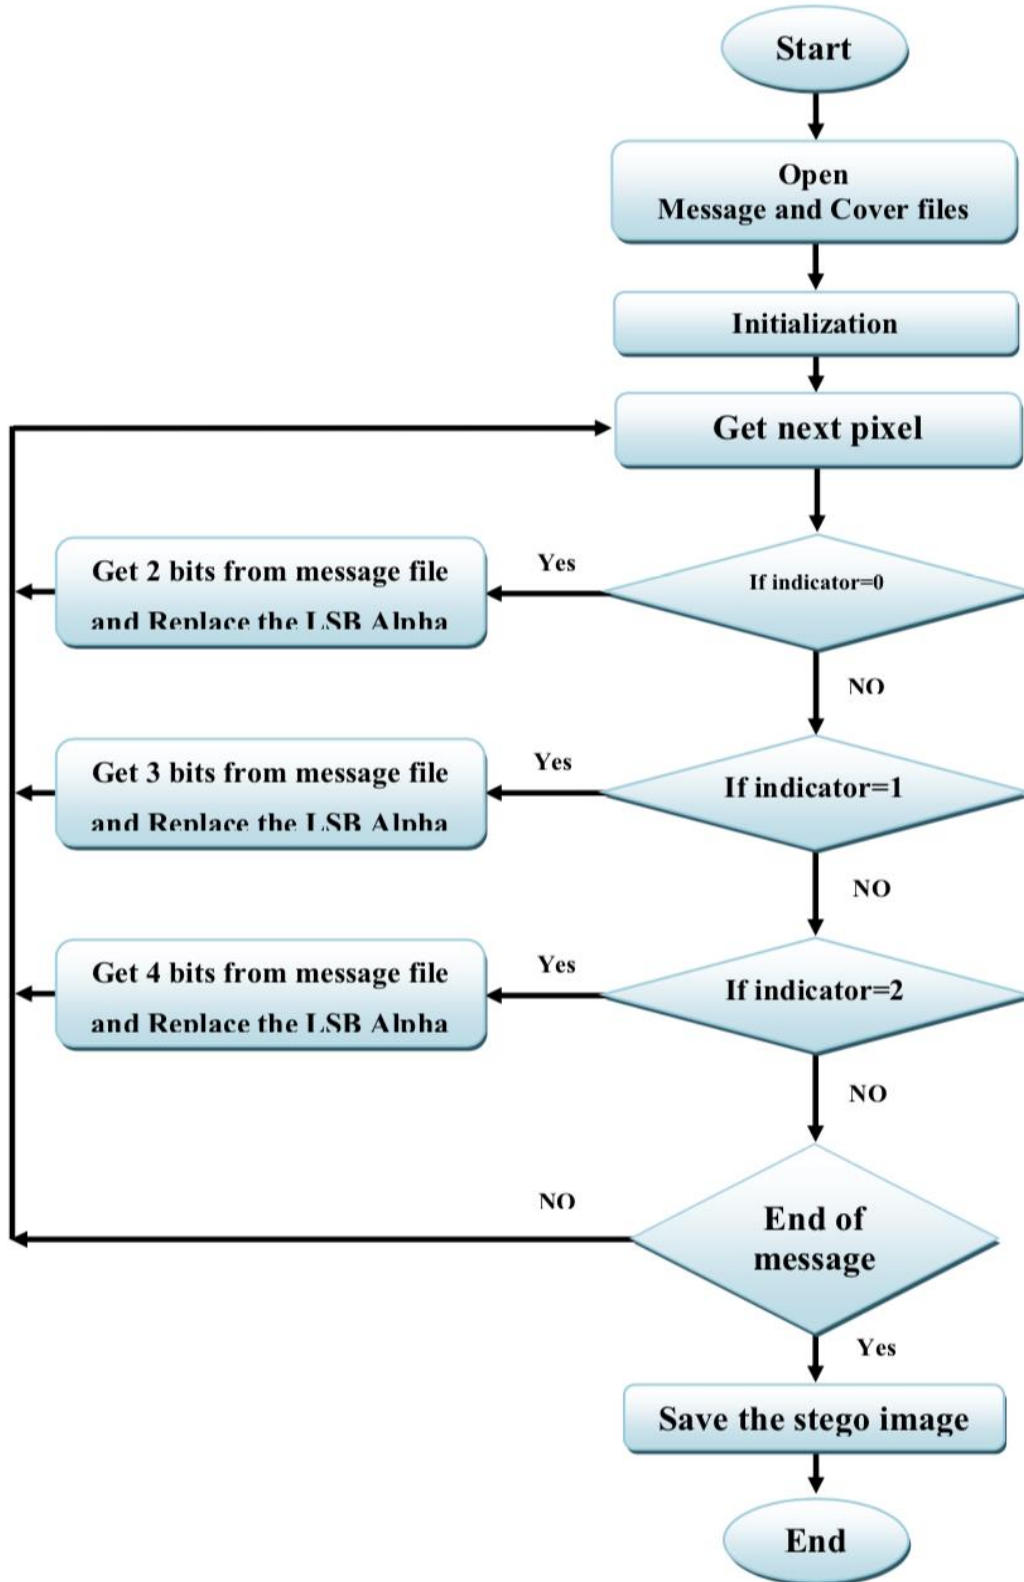 Start
Open
Message and Cover files
Initialization
Get next pixel
If indicator=0
Yes
Get 2 bits from message file
and Replace the LSB Alpha
NO
If indicator=1
Yes
Get 3 bits from message file
and Replace the LSB Alpha
NO
If indicator=2
Yes
Get 4 bits from message file
and Replace the LSB Alpha
NO
End of
message
NO
Yes
Save the stego image
End